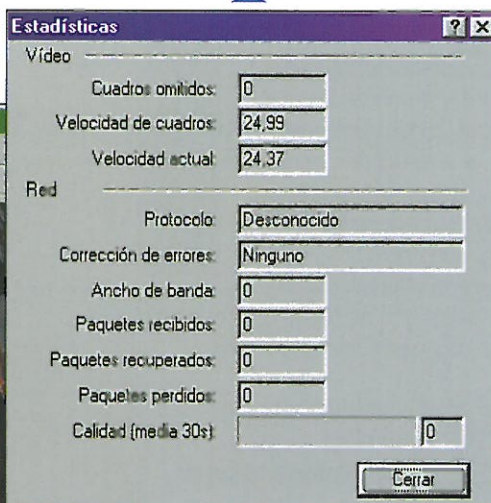 Estadísticas
Vídeo
Cuadros omitidos: 0
Velocidad de cuadros: 24,99
Velocidad actual: 24,37
Red
Protocolo: Desconocido
Corrección de errores: Ninguno
Ancho de banda: 0
Paquetes recibidos: 0
Paquetes recuperados: 0
Paquetes perdidos: 0
Calidad (media 30s): 0
Cerrar